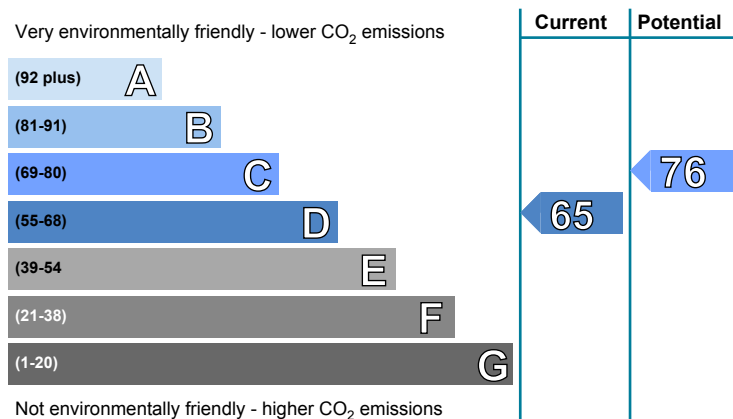 Very environmentally friendly - lower CO2 emissions
Current
Potential
(92 plus) A
(81-91) B
(69-80) C
(55-68) D
(39-54 E
(21-38) F
(1-20) G
65
76
Not environmentally friendly - higher CO2 emissions